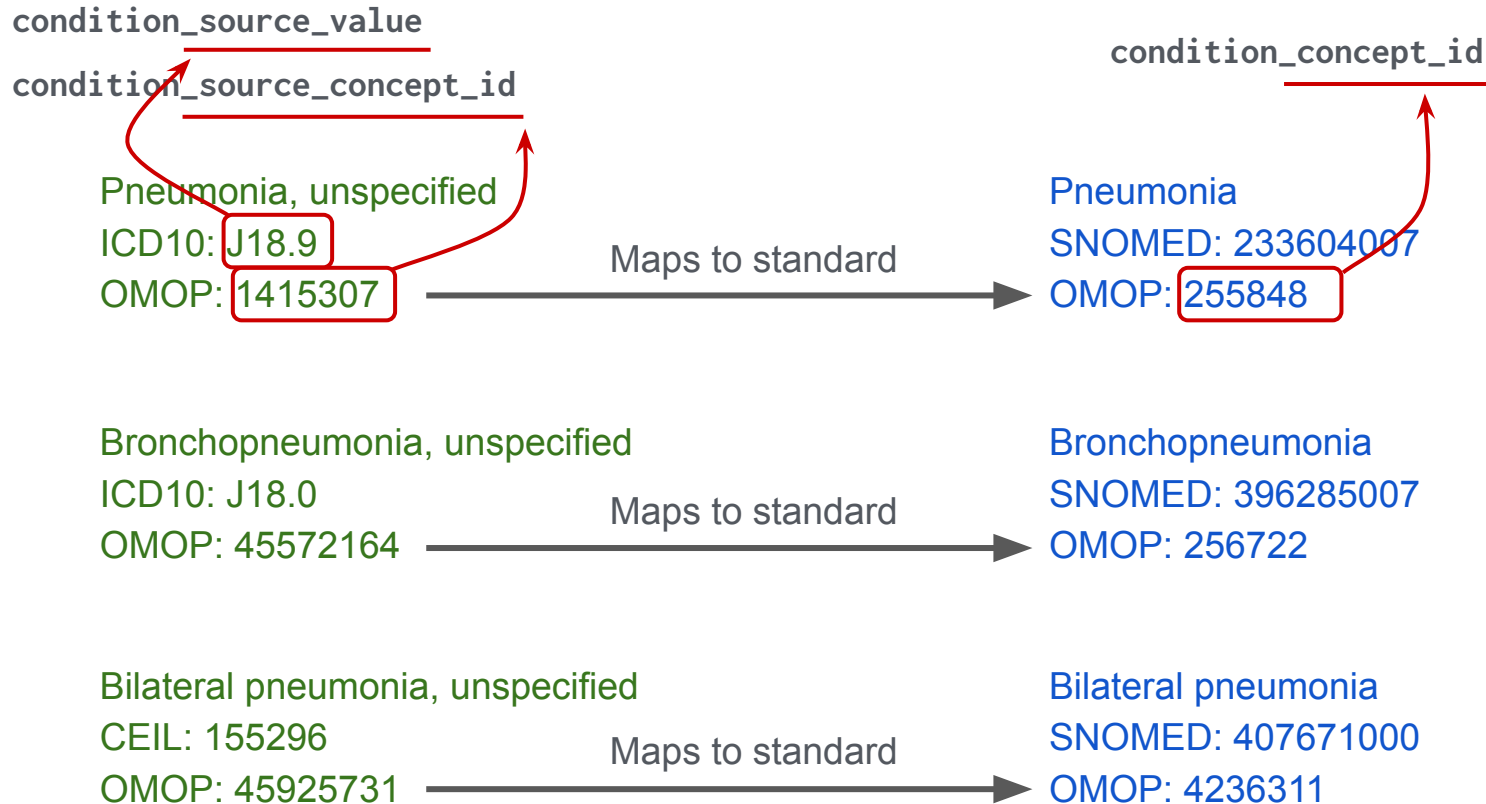 condition_source_value
condition_source_concept_id
condition_concept_id
Pneumonia, unspecified
ICD10: J18.9
OMOP: 1415307
Maps to standard
Pneumonia
SNOMED: 233604007
OMOP: 255848
Bronchopneumonia, unspecified
ICD10: J18.0
OMOP: 45572164
Maps to standard
Bronchopneumonia
SNOMED: 396285007
OMOP: 256722
Bilateral pneumonia, unspecified
CEIL: 155296
OMOP: 45925731
Maps to standard
Bilateral pneumonia
SNOMED: 407671000
OMOP: 4236311